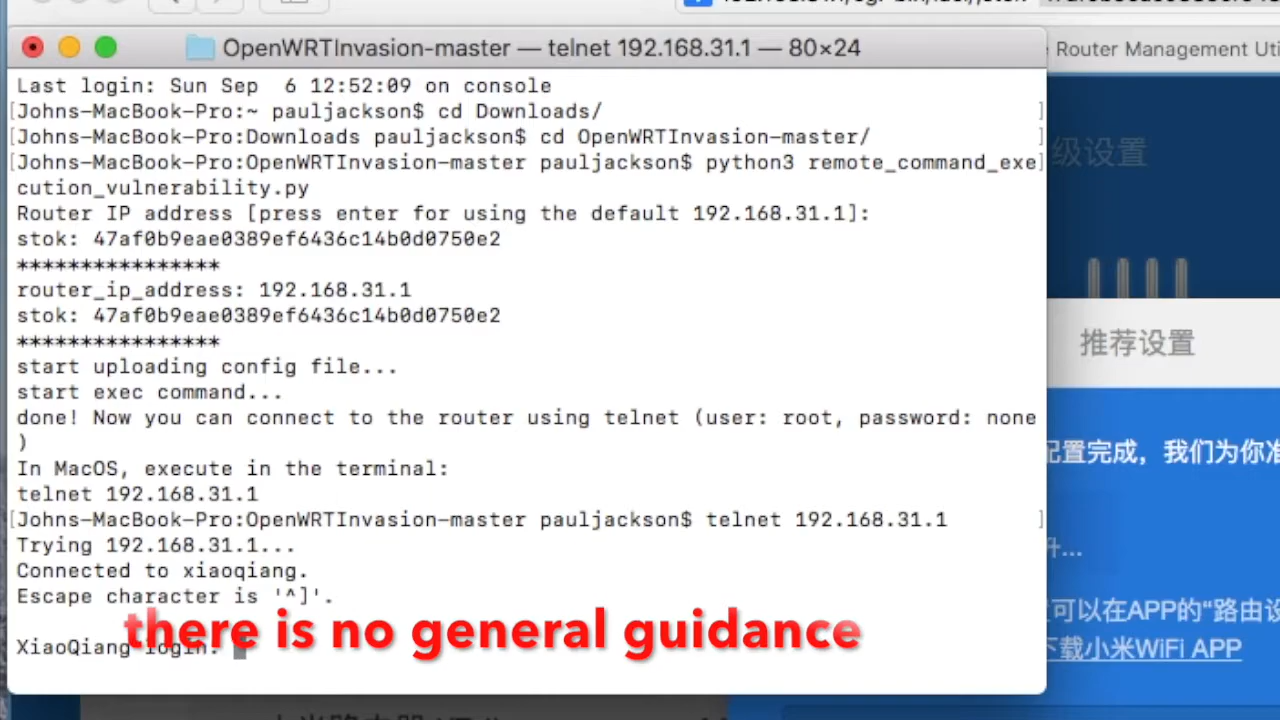 OpenWRTInvasion-master — telnet 192.168.31.1 — 80×24
Router Management Uti
Last login: Sun Sep  6 12:52:09 on console
[Johns-MacBook-Pro:~ pauljackson$ cd Downloads/ ]
[Johns-MacBook-Pro:Downloads pauljackson$ cd OpenWRTInvasion-master/ ]
[Johns-MacBook-Pro:OpenWRTInvasion-master pauljackson$ python3 remote_command_exe]
cution_vulnerability.py
Router IP address [press enter for using the default 192.168.31.1]:
stok: 47af0b9eae0389ef6436c14b0d0750e2
****************
router_ip_address: 192.168.31.1
stok: 47af0b9eae0389ef6436c14b0d0750e2
****************
start uploading config file...
start exec command...
done! Now you can connect to the router using telnet (user: root, password: none
)
In MacOS, execute in the terminal:
telnet 192.168.31.1
[Johns-MacBook-Pro:OpenWRTInvasion-master pauljackson$ telnet 192.168.31.1 ]
Trying 192.168.31.1...
Connected to xiaoqiang.
Escape character is '^]'.
there is no general guidance
XiaoQiang login:
级设置
推荐设置
配置完成，我们为你准
升...
可以在APP的“路由设
下载小米WiFi APP